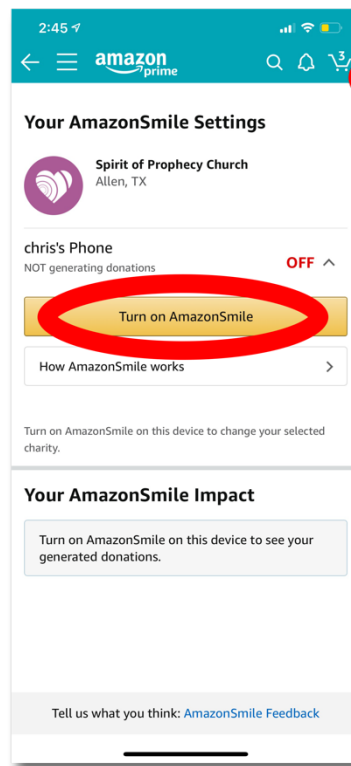 2:45
amazon
prime
3
Your AmazonSmile Settings
Spirit of Prophecy Church
Allen, TX
chris's Phone
NOT generating donations
OFF
Turn on AmazonSmile
How AmazonSmile works
Turn on AmazonSmile on this device to change your selected
charity.
Your AmazonSmile Impact
Turn on AmazonSmile on this device to see your
generated donations.
Tell us what you think: AmazonSmile Feedback